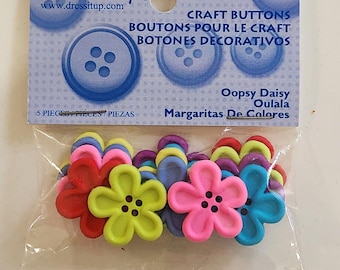 www.dressitup.com
CRAFT BUTTONS
BOUTONS POUR LE CRAFT
BOTONES DECORATIVOS
Oopsy Daisy
Oulala
Margaritas De Colores
5 PIECES/ PIECES/ PIEZAS